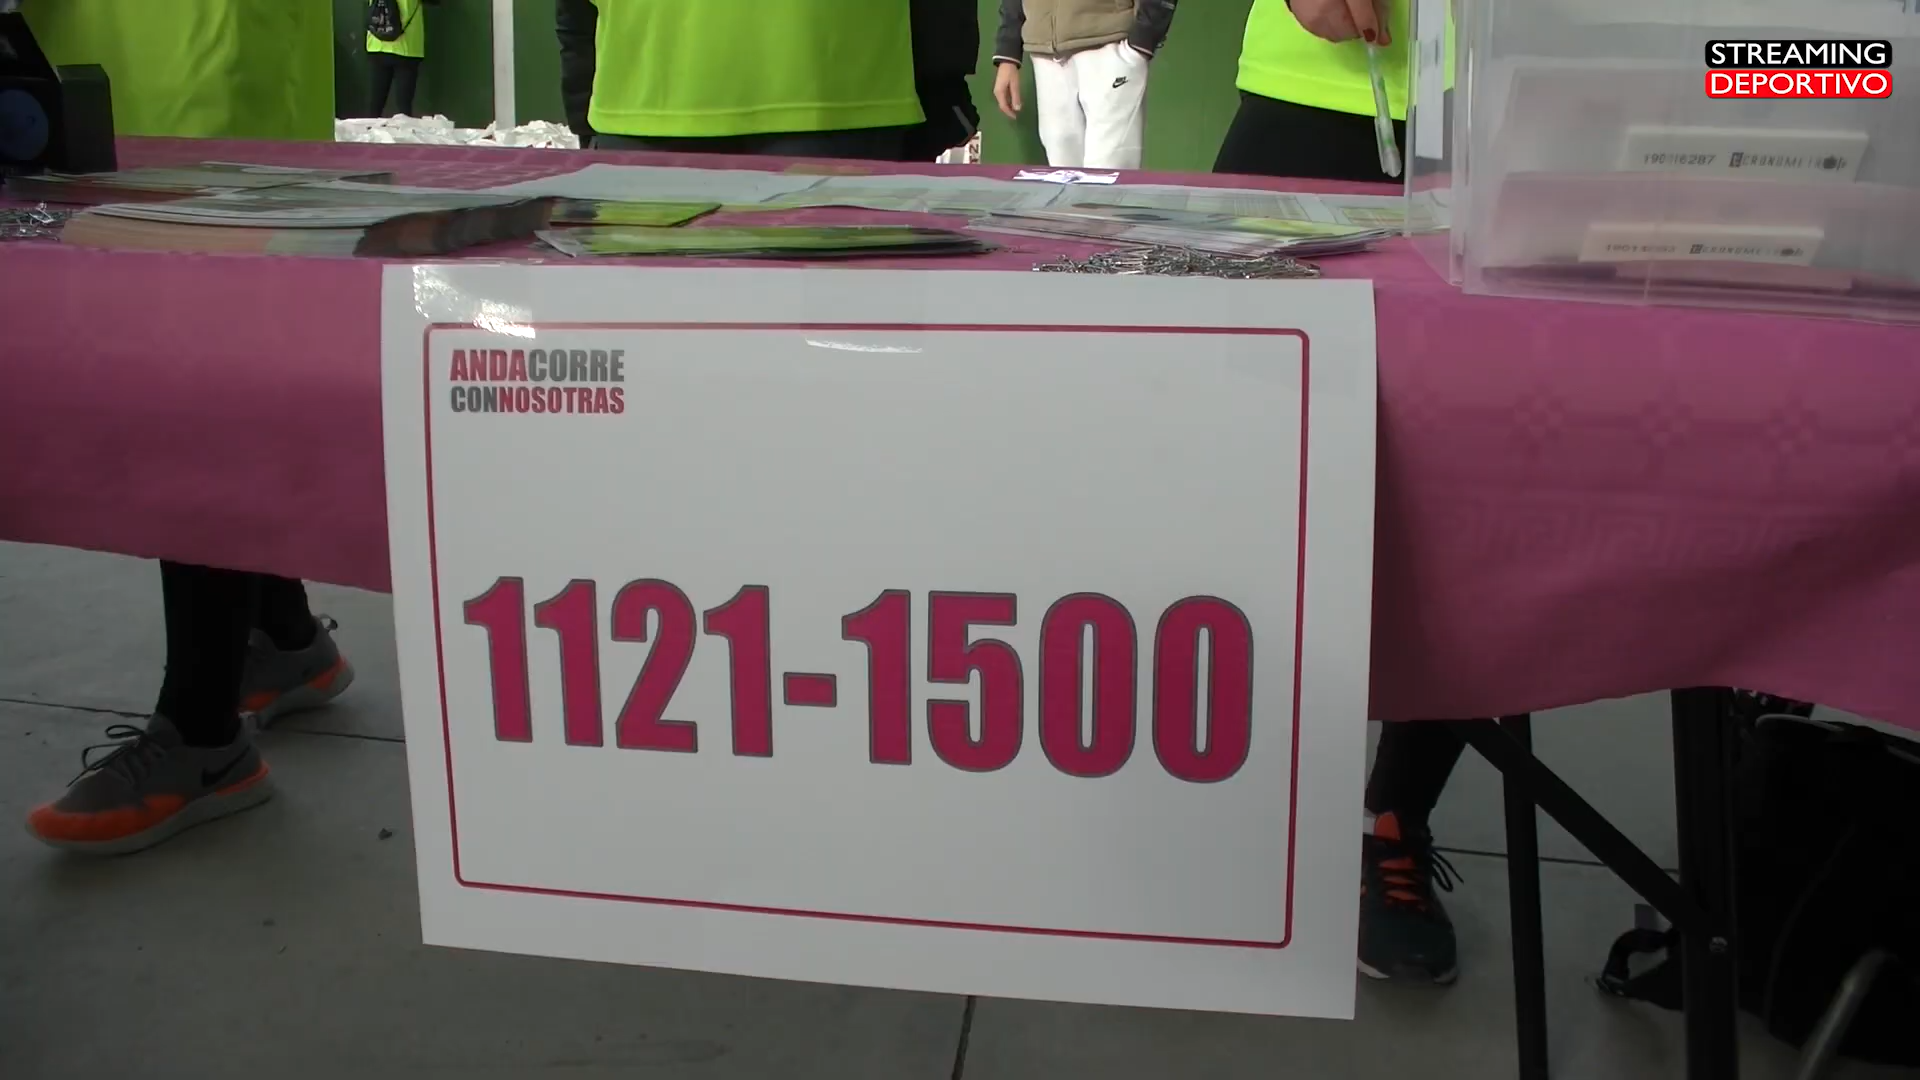 STREAMING
DEPORTIVO
ANDACORRE
CONNOSOTRAS
1121-1500